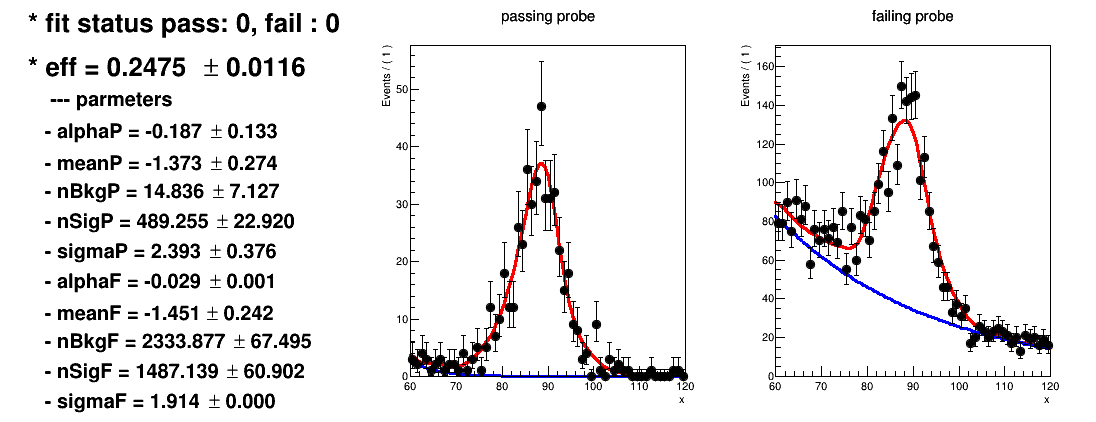 * fit status pass: 0, fail : 0
* eff = 0.2475 ± 0.0116
--- parmeters
- alphaP = -0.187 ± 0.133
- meanP = -1.373 ± 0.274
- nBkgP = 14.836 ± 7.127
- nSigP = 489.255 ± 22.920
- sigmaP = 2.393 ± 0.376
- alphaF = -0.029 ± 0.001
- meanF = -1.451 ± 0.242
- nBkgF = 2333.877 ± 67.495
- nSigF = 1487.139 ± 60.902
- sigmaF = 1.914 ± 0.000
passing probe
Events / ( 1 )
50
40
30
20
10
0
60 70 80 90 100 110 120
x
failing probe
Events / ( 1 )
160
140
120
100
80
60
40
20
0
60 70 80 90 100 110 120
x